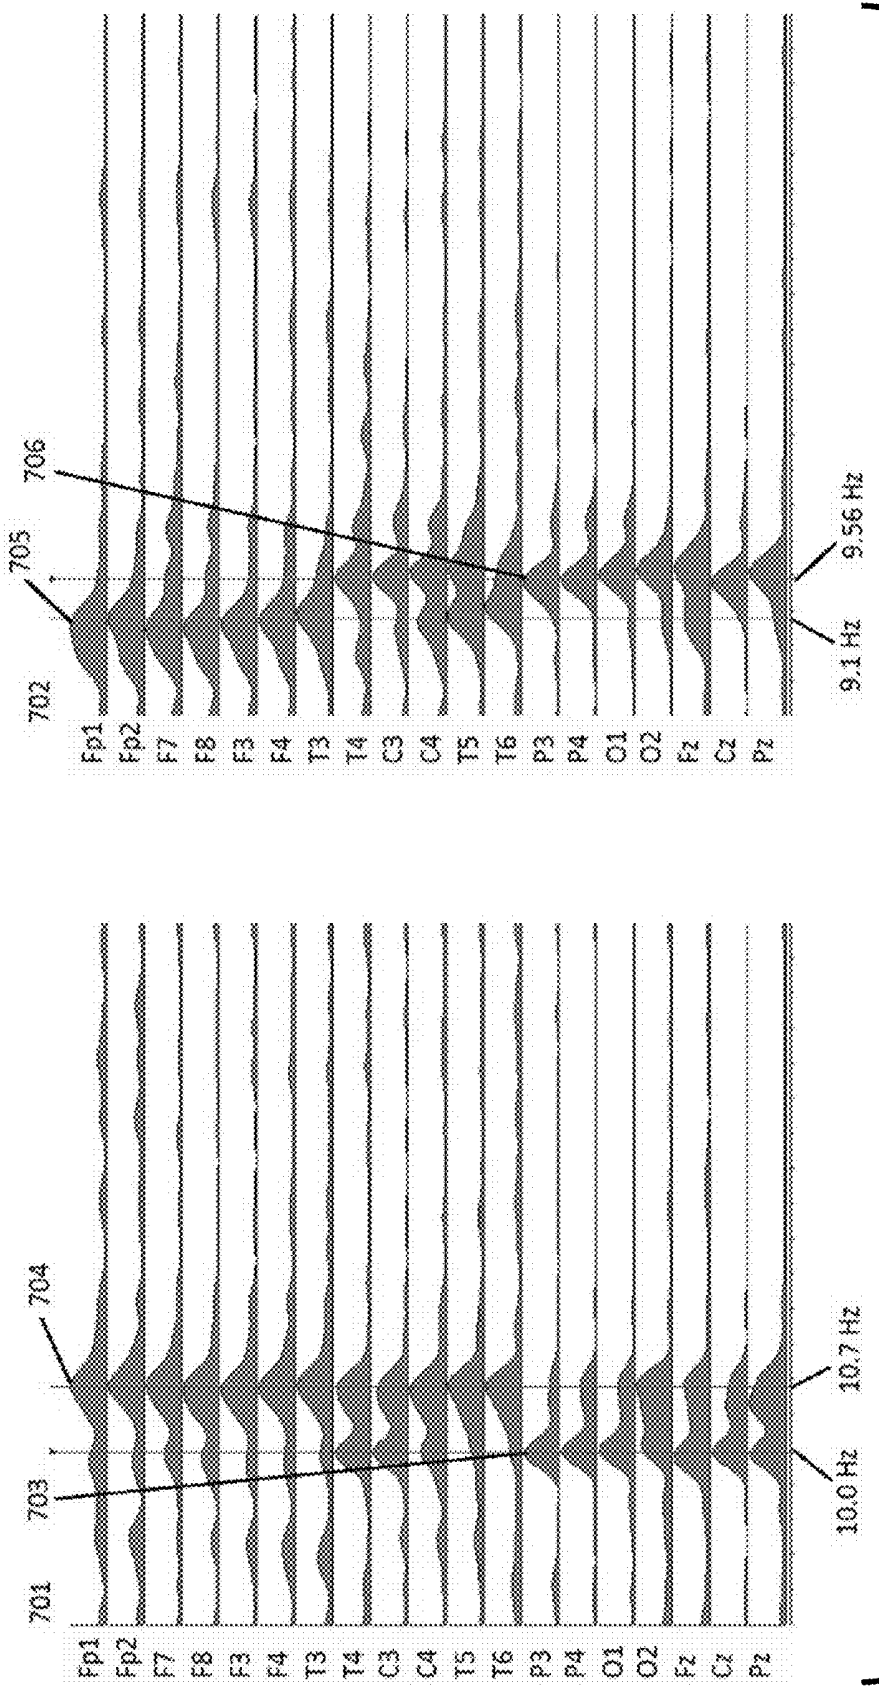 701
703
704
Fp1
Fp2
F7
F8
F3
F4
T3
T4
C3
C4
T5
T6
P3
P4
O1
O2
Fz
Cz
Pz
10.0 Hz
10.7 Hz
702
705
706
Fp1
Fp2
F7
F8
F3
F4
T3
T4
C3
C4
T5
T6
P3
P4
O1
O2
Fz
Cz
Pz
9.1 Hz
9.56 Hz